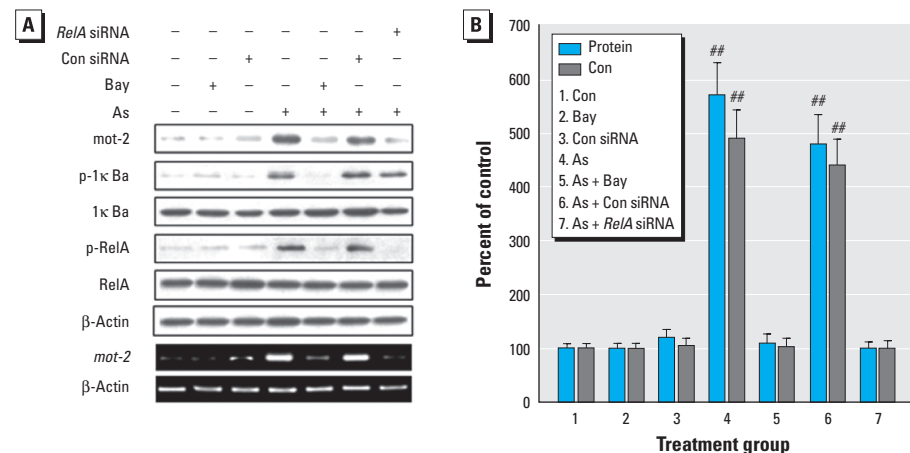 A
RelA siRNA – – – – – – +
Con siRNA – – + – – + –
Bay – + – – + – –
As – – – + + + +
mot-2
p-1κ Ba
1κ Ba
p-RelA
RelA
β-Actin
mot-2
β-Actin
B
700
600
500
400
300
200
100
0
Percent of control
Protein
Con
1. Con
2. Bay
3. Con siRNA
4. As
5. As + Bay
6. As + Con siRNA
7. As + RelA siRNA
## ## ## ##
1 2 3 4 5 6 7
Treatment group